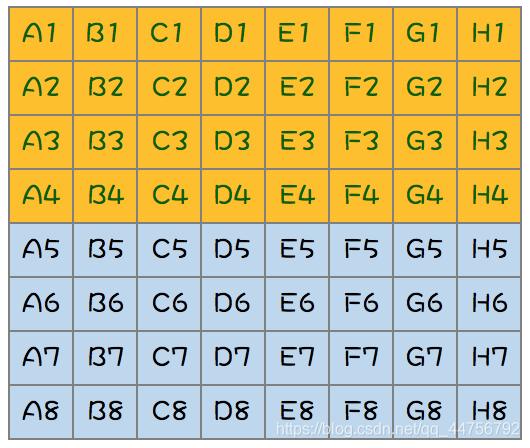 A1 B1 C1 D1 E1 F1 G1 H1
A2 B2 C2 D2 E2 F2 G2 H2
A3 B3 C3 D3 E3 F3 G3 H3
A4 B4 C4 D4 E4 F4 G4 H4
A5 B5 C5 D5 E5 F5 G5 H5
A6 B6 C6 D6 E6 F6 G6 H6
A7 B7 C7 D7 E7 F7 G7 H7
A8 B8 C8 D8 E8 F8 G8 H8
https://blog.csdn.net/qq_44756792